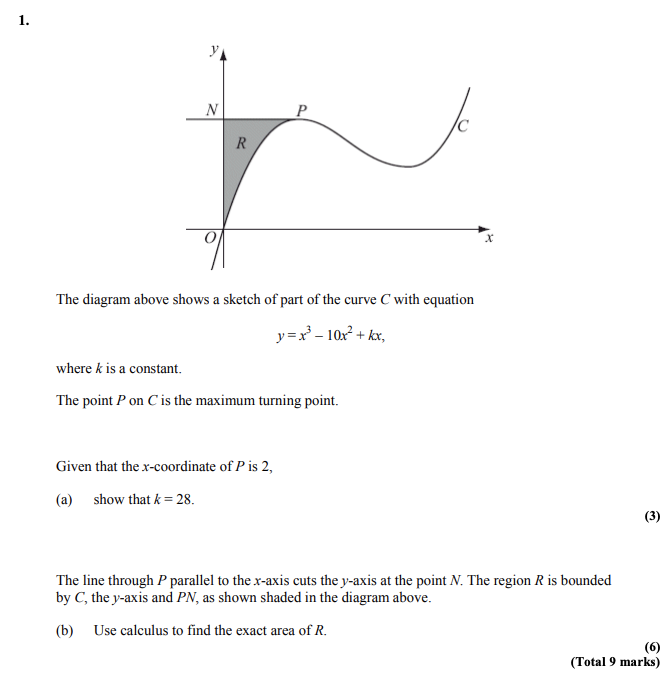 1.
y
N
P
C
R
O
x
The diagram above shows a sketch of part of the curve C with equation
y = x³ – 10x² + kx,
where k is a constant.
The point P on C is the maximum turning point.
Given that the x-coordinate of P is 2,
(a) show that k = 28.
(3)
The line through P parallel to the x-axis cuts the y-axis at the point N. The region R is bounded
by C, the y-axis and PN, as shown shaded in the diagram above.
(b) Use calculus to find the exact area of R.
(6)
(Total 9 marks)